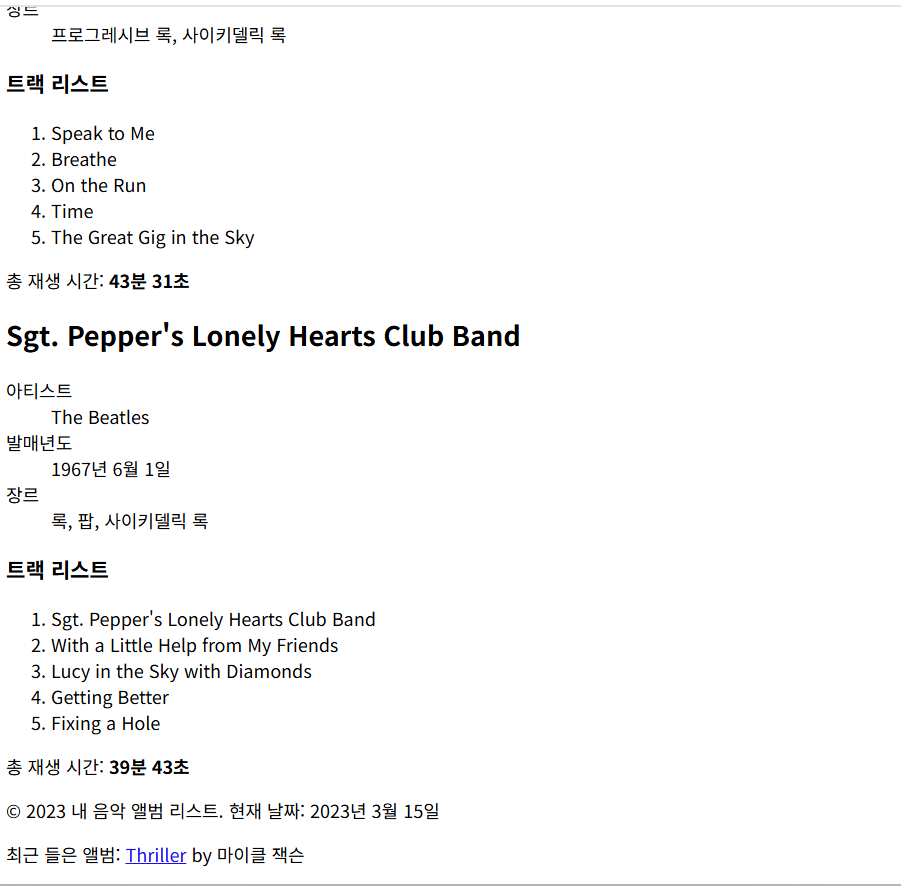 장르
프로그레시브 록, 사이키델릭 록
트랙 리스트
1. Speak to Me
2. Breathe
3. On the Run
4. Time
5. The Great Gig in the Sky
총 재생 시간: 43분 31초
Sgt. Pepper's Lonely Hearts Club Band
아티스트
The Beatles
발매년도
1967년 6월 1일
장르
록, 팝, 사이키델릭 록
트랙 리스트
1. Sgt. Pepper's Lonely Hearts Club Band
2. With a Little Help from My Friends
3. Lucy in the Sky with Diamonds
4. Getting Better
5. Fixing a Hole
총 재생 시간: 39분 43초
© 2023 내 음악 앨범 리스트. 현재 날짜: 2023년 3월 15일
최근 들은 앨범: Thriller by 마이클 잭슨